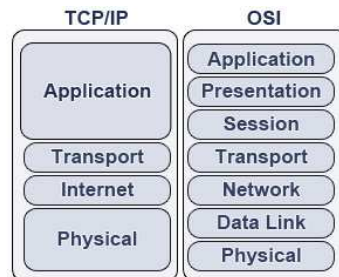 TCP/IP
Application
Transport
Internet
Physical
OSI
Application
Presentation
Session
Transport
Network
Data Link
Physical